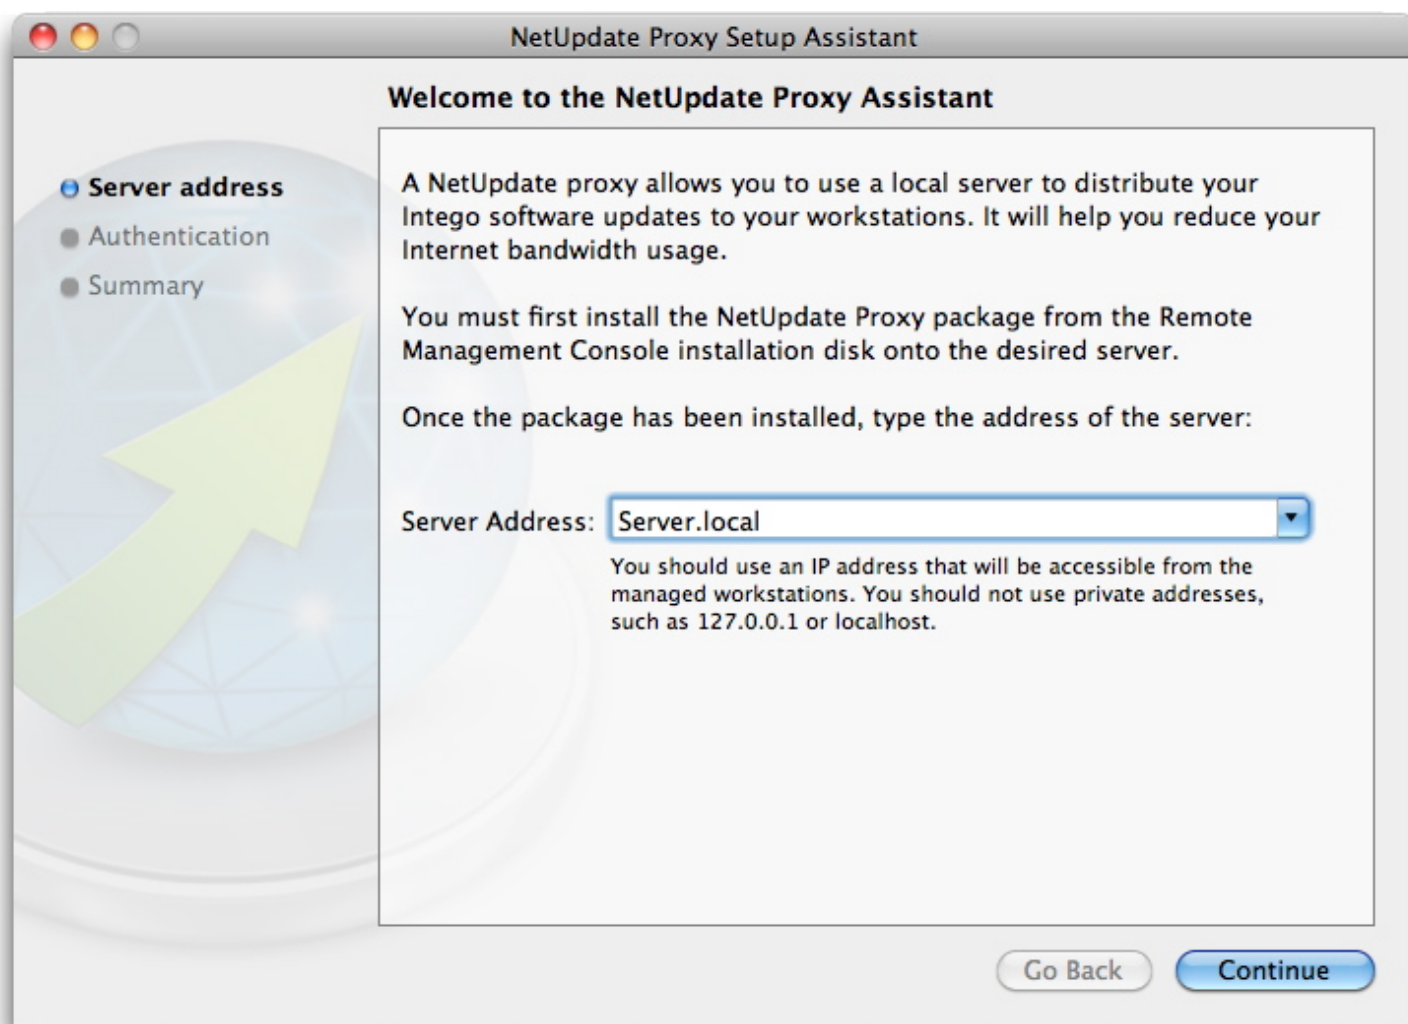 NetUpdate Proxy Setup Assistant
Welcome to the NetUpdate Proxy Assistant
Server address
Authentication
Summary
A NetUpdate proxy allows you to use a local server to distribute your
Intego software updates to your workstations. It will help you reduce your
Internet bandwidth usage.
You must first install the NetUpdate Proxy package from the Remote
Management Console installation disk onto the desired server.
Once the package has been installed, type the address of the server:
Server Address: Server.local
You should use an IP address that will be accessible from the
managed workstations. You should not use private addresses,
such as 127.0.0.1 or localhost.
Go Back Continue